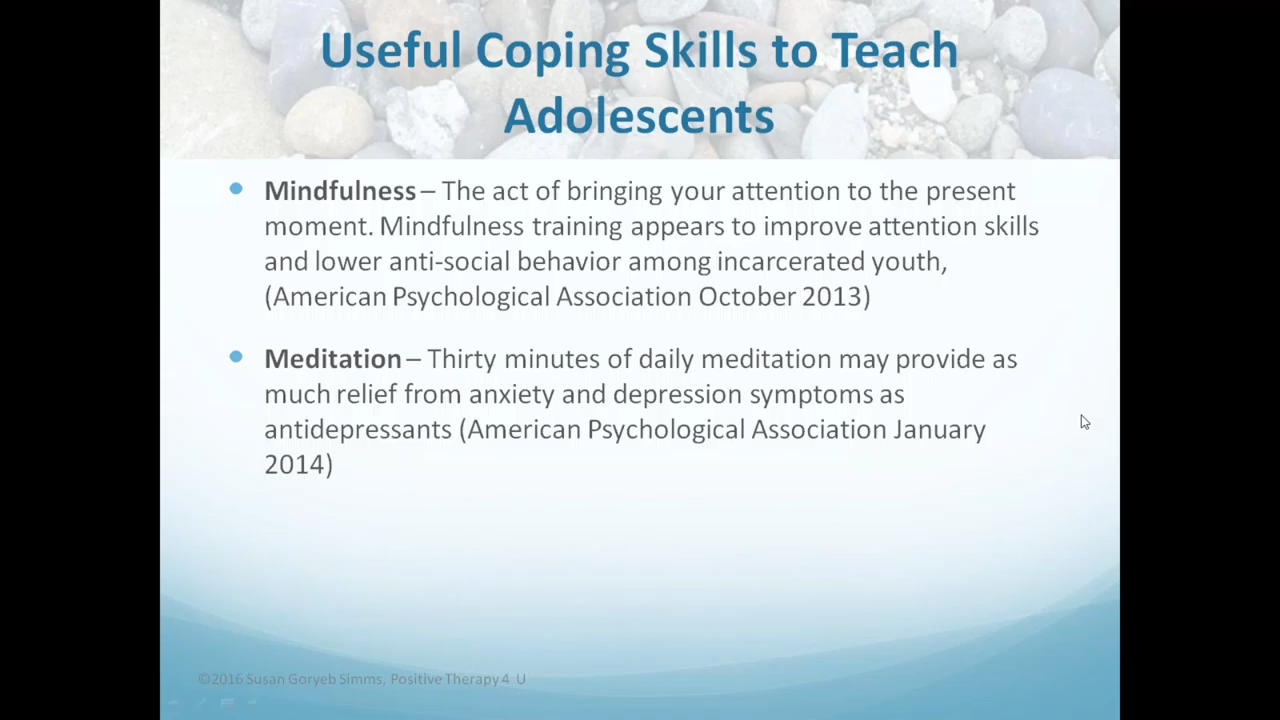 Useful Coping Skills to Teach
Adolescents
• Mindfulness – The act of bringing your attention to the present
moment. Mindfulness training appears to improve attention skills
and lower anti-social behavior among incarcerated youth,
(American Psychological Association October 2013)
• Meditation – Thirty minutes of daily meditation may provide as
much relief from anxiety and depression symptoms as
antidepressants (American Psychological Association January
2014)
©2016 Susan Goryeb Simms, Positive Therapy 4 U